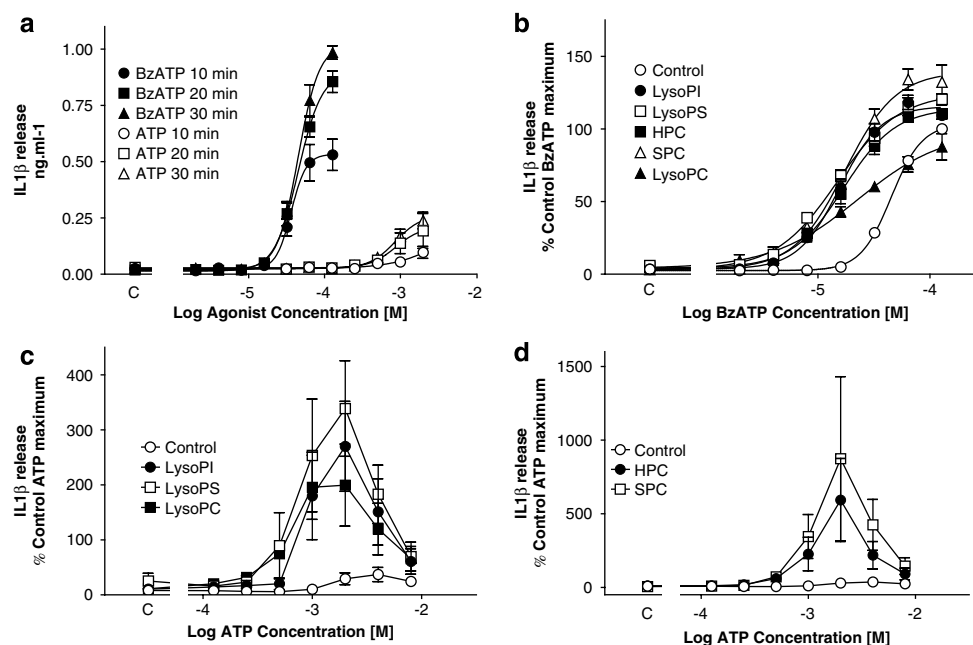 a
IL1β release
ng.ml-1
1.00
0.75
0.50
0.25
0.00
BzATP 10 min
BzATP 20 min
BzATP 30 min
ATP 10 min
ATP 20 min
ATP 30 min
C
-5
-4
-3
-2
Log Agonist Concentration [M]
b
IL1β release
% Control BzATP maximum
150
100
50
0
Control
LysoPI
LysoPS
HPC
SPC
LysoPC
C
-5
-4
Log BzATP Concentration [M]
c
IL1β release
% Control ATP maximum
400
300
200
100
0
Control
LysoPI
LysoPS
LysoPC
C
-4
-3
-2
Log ATP Concentration [M]
d
IL1β release
% Control ATP maximum
1500
1000
500
0
Control
HPC
SPC
C
-4
-3
-2
Log ATP Concentration [M]